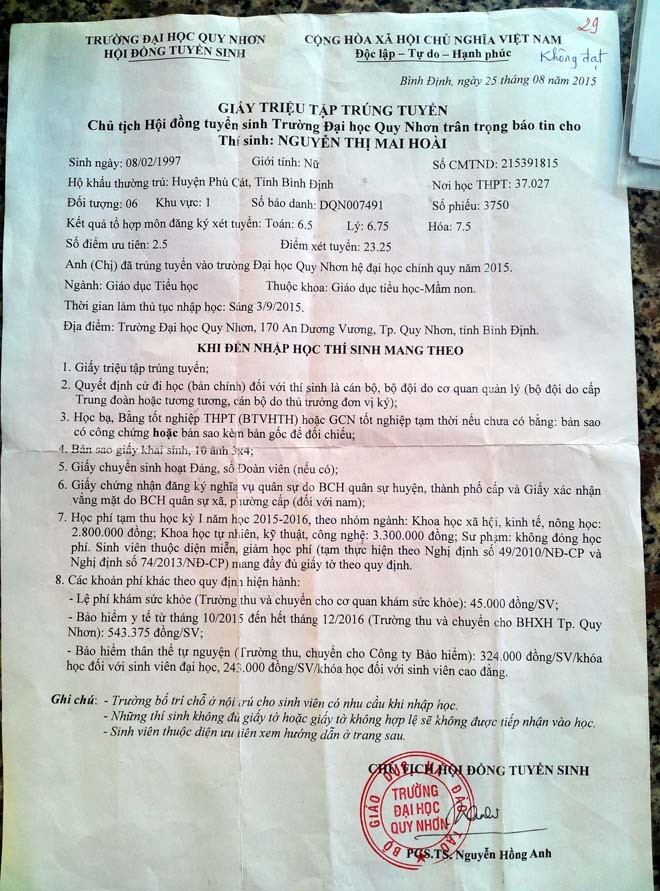 29
TRƯỜNG ĐẠI HỌC QUY NHƠN CỘNG HÒA XÃ HỘI CHỦ NGHĨA VIỆT NAM
HỘI ĐỒNG TUYỂN SINH Độc lập – Tự do – Hạnh phúc
Không đạt
Bình Định, ngày 25 tháng 08 năm 2015
GIẤY TRIỆU TẬP TRÚNG TUYỂN
Chủ tịch Hội đồng tuyển sinh Trường Đại học Quy Nhơn trân trọng báo tin cho
Thí sinh: NGUYỄN THỊ MAI HOÀI
Sinh ngày: 08/02/1997 Giới tính: Nữ Số CMTND: 215391815
Hộ khẩu thường trú: Huyện Phù Cát, Tỉnh Bình Định Nơi học THPT: 37.027
Đối tượng: 06 Khu vực: 1 Số báo danh: DQN007491 Số phiếu: 3750
Kết quả tổ hợp môn đăng ký xét tuyển: Toán: 6.5 Lý: 6.75 Hóa: 7.5
Số điểm ưu tiên: 2.5 Điểm xét tuyển: 23.25
Anh (Chị) đã trúng tuyển vào trường Đại học Quy Nhơn hệ đại học chính quy năm 2015.
Ngành: Giáo dục Tiểu học Thuộc khoa: Giáo dục tiểu học-Mầm non.
Thời gian làm thủ tục nhập học: Sáng 3/9/2015.
Địa điểm: Trường Đại học Quy Nhơn, 170 An Dương Vương, Tp. Quy Nhơn, tỉnh Bình Định.
KHI ĐẾN NHẬP HỌC THÍ SINH MANG THEO
1. Giấy triệu tập trúng tuyển;
2. Quyết định cử đi học (bản chính) đối với thí sinh là cán bộ, bộ đội do cơ quan quản lý (bộ đội do cấp
Trung đoàn hoặc tương tương, cán bộ do thủ trưởng đơn vị ký);
3. Học bạ, Bằng tốt nghiệp THPT (BTVHTH) hoặc GCN tốt nghiệp tạm thời nếu chưa có bằng: bản sao
có công chứng hoặc bản sao kèm bản gốc để đối chiếu;
4. Bản sao giấy khai sinh, 10 ảnh 3x4;
5. Giấy chuyển sinh hoạt Đảng, sổ Đoàn viên (nếu có);
6. Giấy chứng nhận đăng ký nghĩa vụ quân sự do BCH quân sự huyện, thành phố cấp và Giấy xác nhận
vắng mặt do BCH quân sự xã, phường cấp (đối với nam);
7. Học phí tạm thu học kỳ I năm học 2015-2016, theo nhóm ngành: Khoa học xã hội, kinh tế, nông học:
2.800.000 đồng; Khoa học tự nhiên, kỹ thuật, công nghệ: 3.300.000 đồng; Sư phạm: không đóng học
phí. Sinh viên thuộc diện miễn, giảm học phí (tạm thực hiện theo Nghị định số 49/2010/NĐ-CP và
Nghị định số 74/2013/NĐ-CP) mang đầy đủ giấy tờ theo quy định.
8. Các khoản phí khác theo quy định hiện hành:
- Lệ phí khám sức khỏe (Trường thu và chuyển cho cơ quan khám sức khỏe): 45.000 đồng/SV;
- Bảo hiểm y tế từ tháng 10/2015 đến hết tháng 12/2016 (Trường thu và chuyển cho BHXH Tp. Quy
Nhơn): 543.375 đồng/SV;
- Bảo hiểm thân thể tự nguyện (Trường thu, chuyển cho Công ty Bảo hiểm): 324.000 đồng/SV/khóa
học đối với sinh viên đại học, 243.000 đồng/SV/khóa học đối với sinh viên cao đẳng.
Ghi chú: - Trường bố trí chỗ ở nội trú cho sinh viên có nhu cầu khi nhập học.
- Những thí sinh không đủ giấy tờ hoặc giấy tờ không hợp lệ sẽ không được tiếp nhận vào học.
- Sinh viên thuộc diện ưu tiên xem hướng dẫn ở trang sau.
CHỦ TỊCH HỘI ĐỒNG TUYỂN SINH
BỘ GIÁO DỤC VÀ ĐÀO TẠO
TRƯỜNG
ĐẠI HỌC
QUY NHƠN
PGS.TS. Nguyễn Hồng Anh